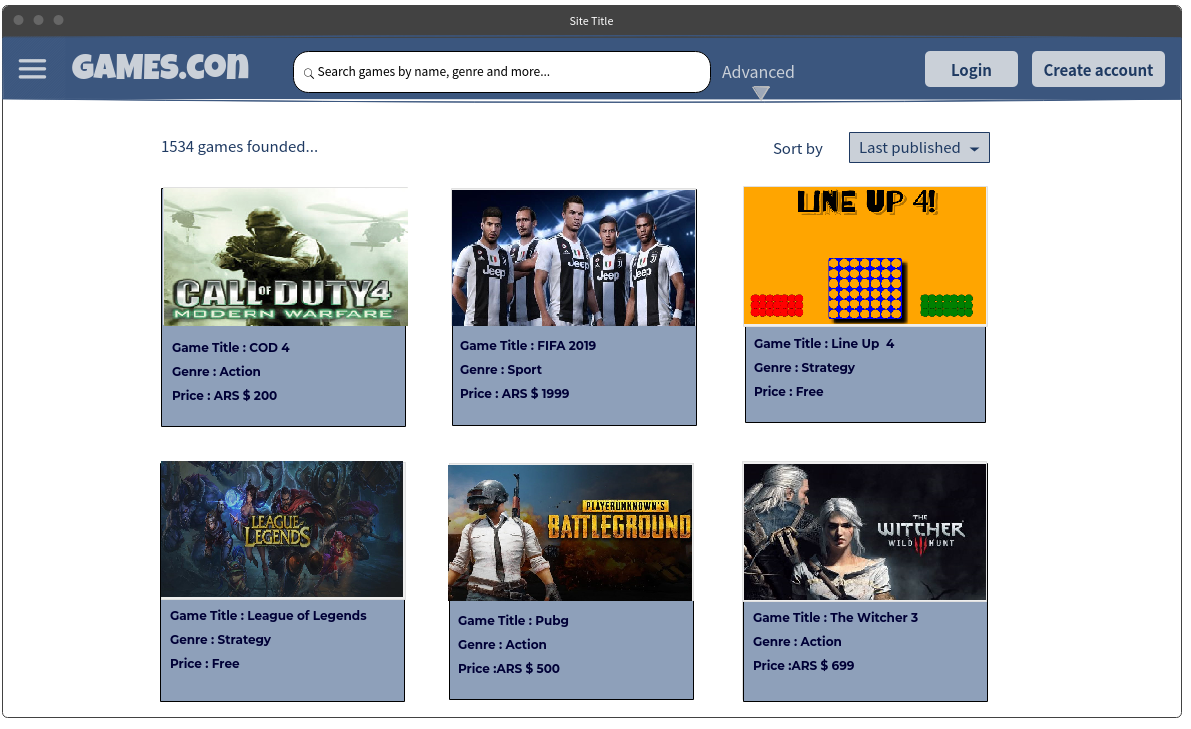 Site Title
GAMES.con
Search games by name, genre and more...
Advanced
Login
Create account
1534 games founded...
Sort by
Last published
CALL OF DUTY 4
MODERN WARFARE
Jeep
Jeep
Jeep
Jeep
LINE UP 4!
Game Title : COD 4
Genre : Action
Price : ARS $ 200
Game Title : FIFA 2019
Genre : Sport
Price : ARS $ 1999
Game Title : Line Up  4
Genre : Strategy
Price : Free
LEAGUE
OF
LEGENDS
PLAYERUNKNOWN'S
BATTLEGROUND
THE
WITCHER
WILD HUNT
Game Title : League of Legends
Genre : Strategy
Price : Free
Game Title : Pubg
Genre : Action
Price :ARS $ 500
Game Title : The Witcher 3
Genre : Action
Price :ARS $ 699